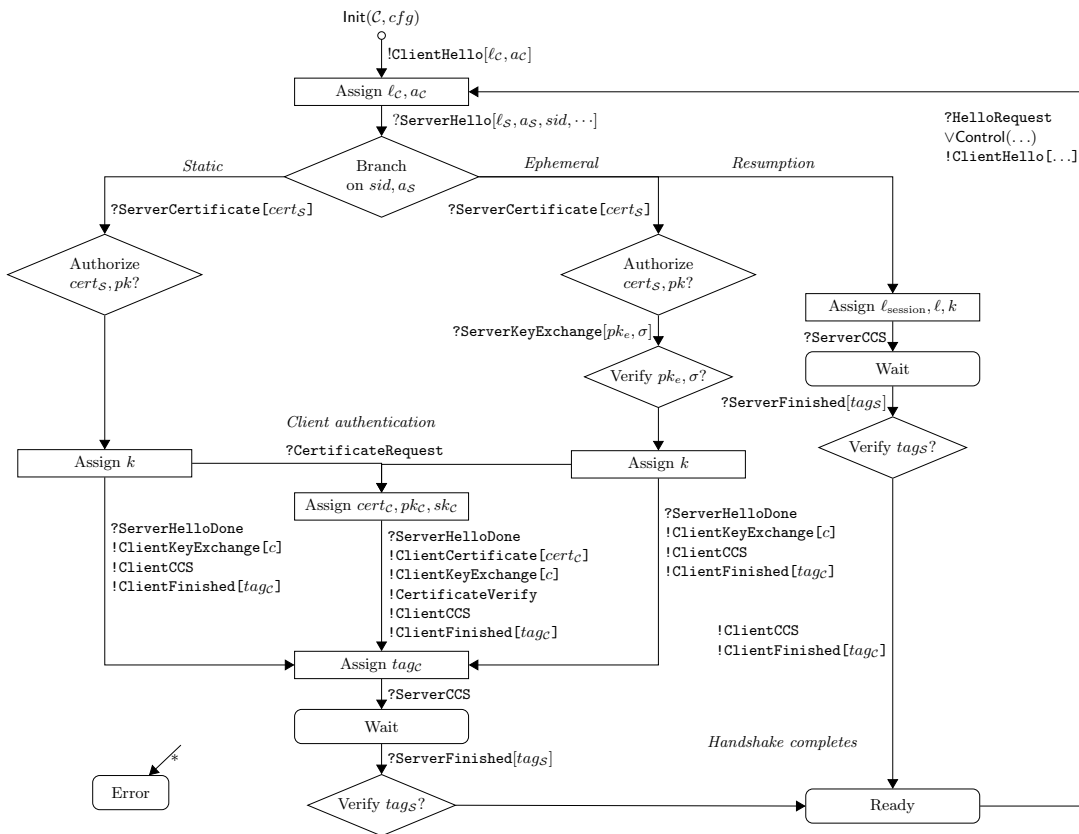 Init(𝒞, cfg)
!ClientHello[ℓ_𝒞, a_𝒞]
Assign ℓ_𝒞, a_𝒞
?HelloRequest
∨Control(...)
!ClientHello[...]
?ServerHello[ℓ_𝒮, a_𝒮, sid, ⋯]
Static
Branch
on sid, a_𝒮
Ephemeral
Resumption
?ServerCertificate[cert_𝒮]
?ServerCertificate[cert_𝒮]
Authorize
cert_𝒮, pk?
Authorize
cert_𝒮, pk?
Assign ℓ_session, ℓ, k
?ServerKeyExchange[pk_e, σ]
?ServerCCS
Wait
Verify pk_e, σ?
?ServerFinished[tag_𝒮]
Client authentication
?CertificateRequest
Verify tag_𝒮?
Assign k
Assign k
Assign cert_𝒞, pk_𝒞, sk_𝒞
?ServerHelloDone
!ClientKeyExchange[c]
!ClientCCS
!ClientFinished[tag_𝒞]
?ServerHelloDone
!ClientCertificate[cert_𝒞]
!ClientKeyExchange[c]
!CertificateVerify
!ClientCCS
!ClientFinished[tag_𝒞]
?ServerHelloDone
!ClientKeyExchange[c]
!ClientCCS
!ClientFinished[tag_𝒞]
!ClientCCS
!ClientFinished[tag_𝒞]
Assign tag_𝒞
?ServerCCS
Wait
Handshake completes
?ServerFinished[tag_𝒮]
*
Error
Verify tag_𝒮?
Ready